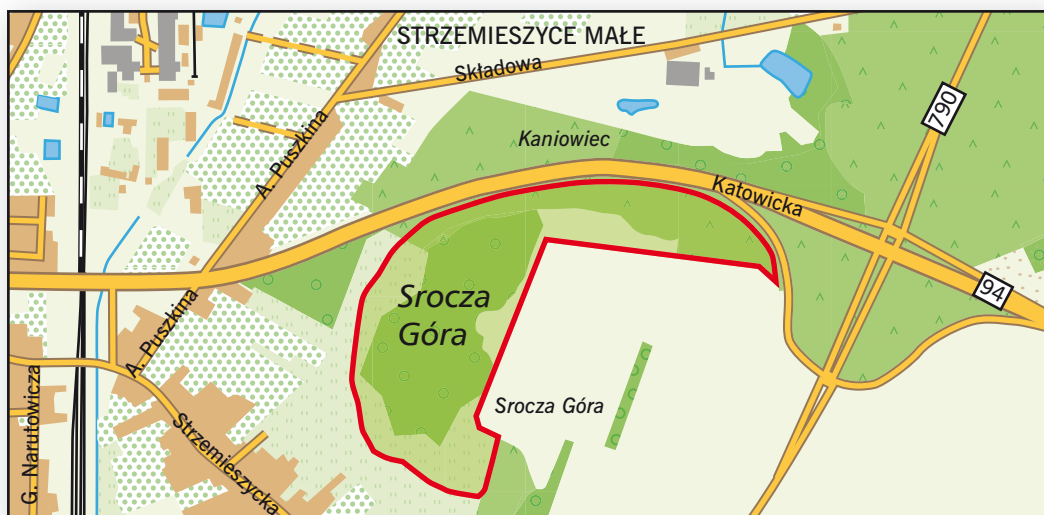 STRZEMIESZYCE MAŁE
Składowa
790
A. Puszkina
Kaniowiec
Katowicka
94
Srocza
Góra
A. Puszkina
Srocza Góra
G. Narutowicza
Strzemieszycka